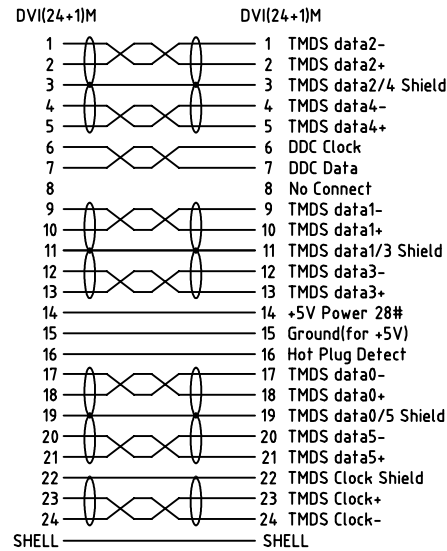 DVI(24+1)M DVI(24+1)M
1 1 TMDS data2-
2 2 TMDS data2+
3 3 TMDS data2/4 Shield
4 4 TMDS data4-
5 5 TMDS data4+
6 6 DDC Clock
7 7 DDC Data
8 8 No Connect
9 9 TMDS data1-
10 10 TMDS data1+
11 11 TMDS data1/3 Shield
12 12 TMDS data3-
13 13 TMDS data3+
14 14 +5V Power 28#
15 15 Ground(for +5V)
16 16 Hot Plug Detect
17 17 TMDS data0-
18 18 TMDS data0+
19 19 TMDS data0/5 Shield
20 20 TMDS data5-
21 21 TMDS data5+
22 22 TMDS Clock Shield
23 23 TMDS Clock+
24 24 TMDS Clock-
SHELL SHELL